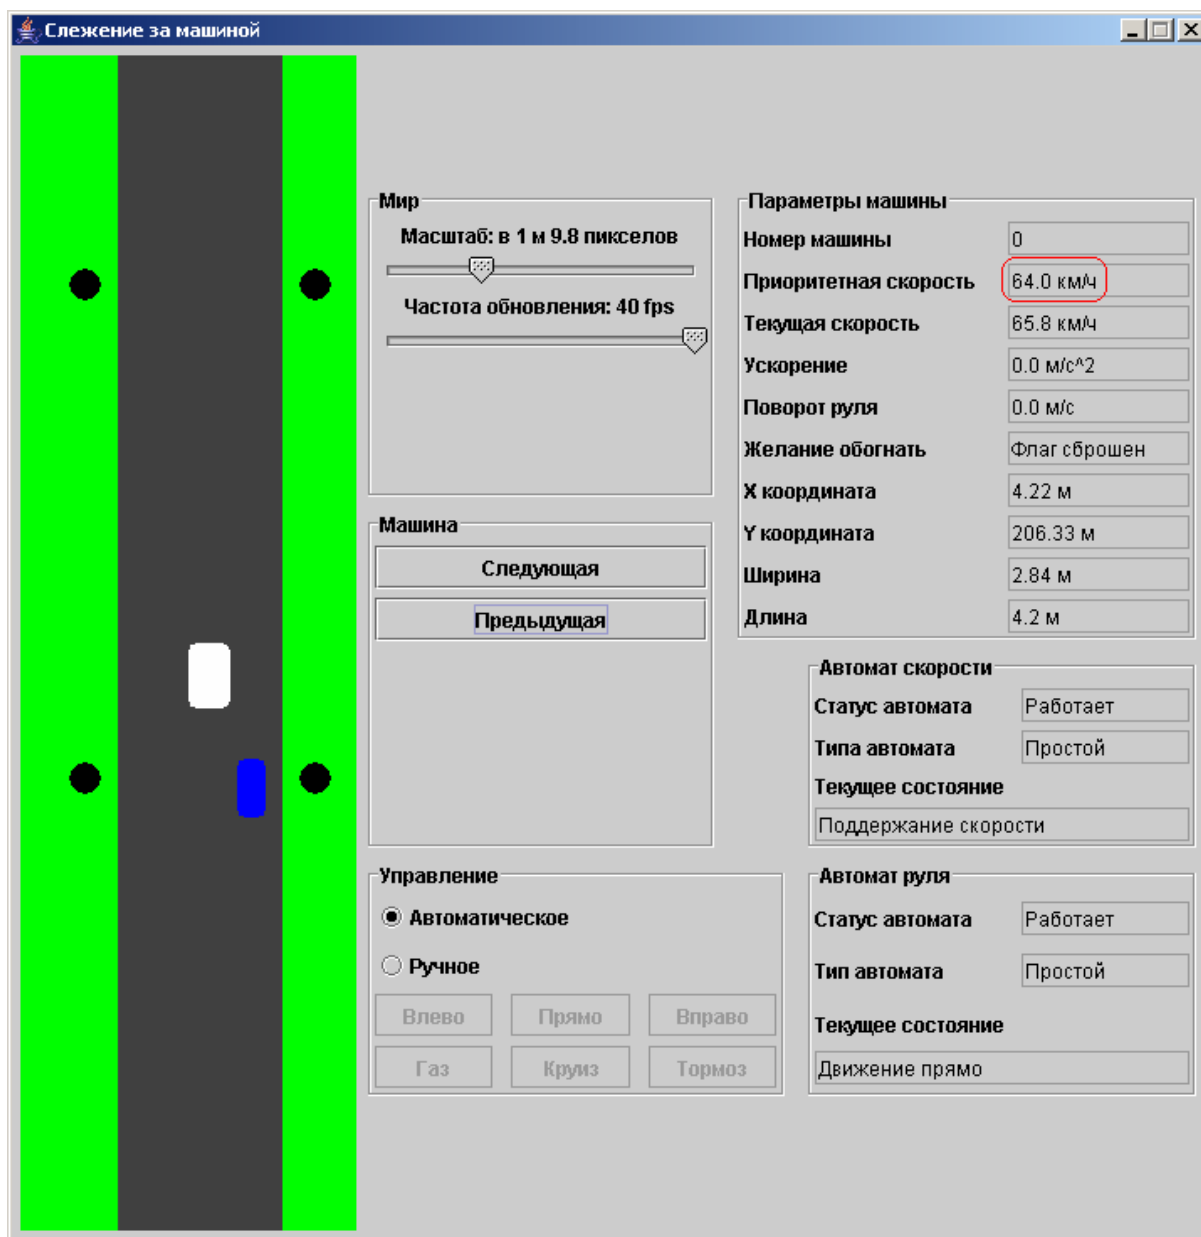 Слежение за машиной
Мир
Масштаб: в 1 м 9.8 пикселов
Частота обновления: 40 fps
Машина
Следующая
Предыдущая
Управление
Автоматическое
Ручное
Влево Прямо Вправо
Газ Круиз Тормоз
Параметры машины
Номер машины 0
Приоритетная скорость 64.0 км/ч
Текущая скорость 65.8 км/ч
Ускорение 0.0 м/с^2
Поворот руля 0.0 м/с
Желание обогнать Флаг сброшен
X координата 4.22 м
Y координата 206.33 м
Ширина 2.84 м
Длина 4.2 м
Автомат скорости
Статус автомата Работает
Типа автомата Простой
Текущее состояние
Поддержание скорости
Автомат руля
Статус автомата Работает
Тип автомата Простой
Текущее состояние
Движение прямо